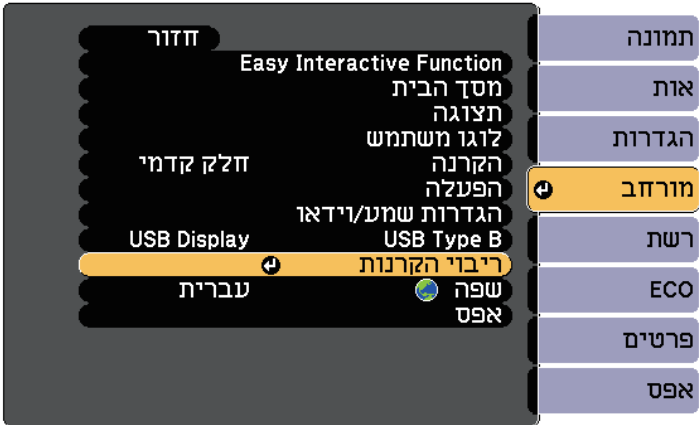 תמונה
אות
הגדרות
מורחב
רשת
ECO
פרטים
אפס
חזור
Easy Interactive Function
מסך הבית
תצוגה
לוגו משתמש
הקרנה חלק קדמי
הפעלה
הגדרות שמע/וידאו
USB Type B USB Display
ריבוי הקרנות
שפה עברית
אפס